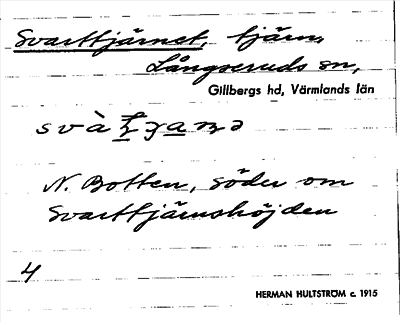 Svarttjärnet, tjärn,
Långseruds sn,
Gillbergs hd, Värmlands län
N. Botten, söder om
Svarttjärnshöjden
4
HERMAN HULTSTRÖM c. 1915